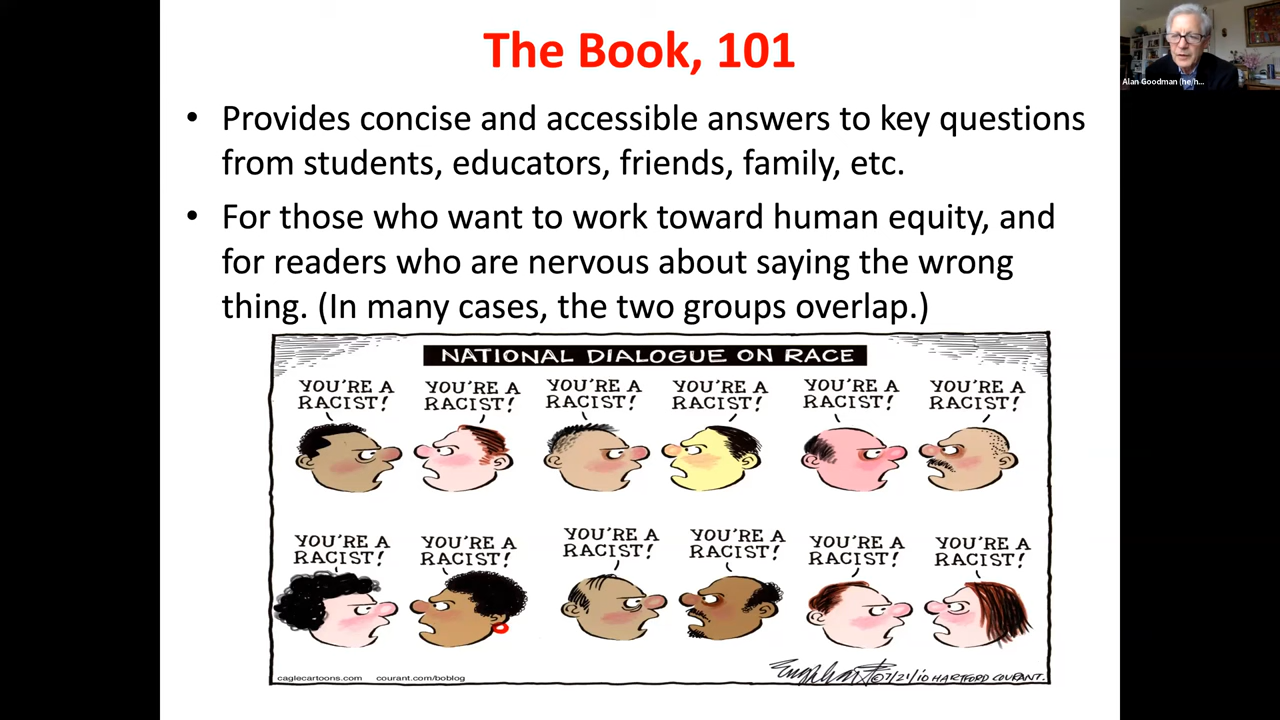 The Book, 101
Alan Goodman (he/h...
• Provides concise and accessible answers to key questions
from students, educators, friends, family, etc.
• For those who want to work toward human equity, and
for readers who are nervous about saying the wrong
thing. (In many cases, the two groups overlap.)
NATIONAL DIALOGUE ON RACE
YOU'RE A
RACIST!
YOU'RE A
RACIST!
YOU'RE A
RACIST!
YOU'RE A
RACIST!
YOU'RE A
RACIST!
YOU'RE A
RACIST!
YOU'RE A
RACIST!
YOU'RE A
RACIST!
YOU'RE A
RACIST!
YOU'RE A
RACIST!
YOU'RE A
RACIST!
YOU'RE A
RACIST!
caglecartoons.com courant.com/boblog
©7/21/10 HARTFORD COURANT.